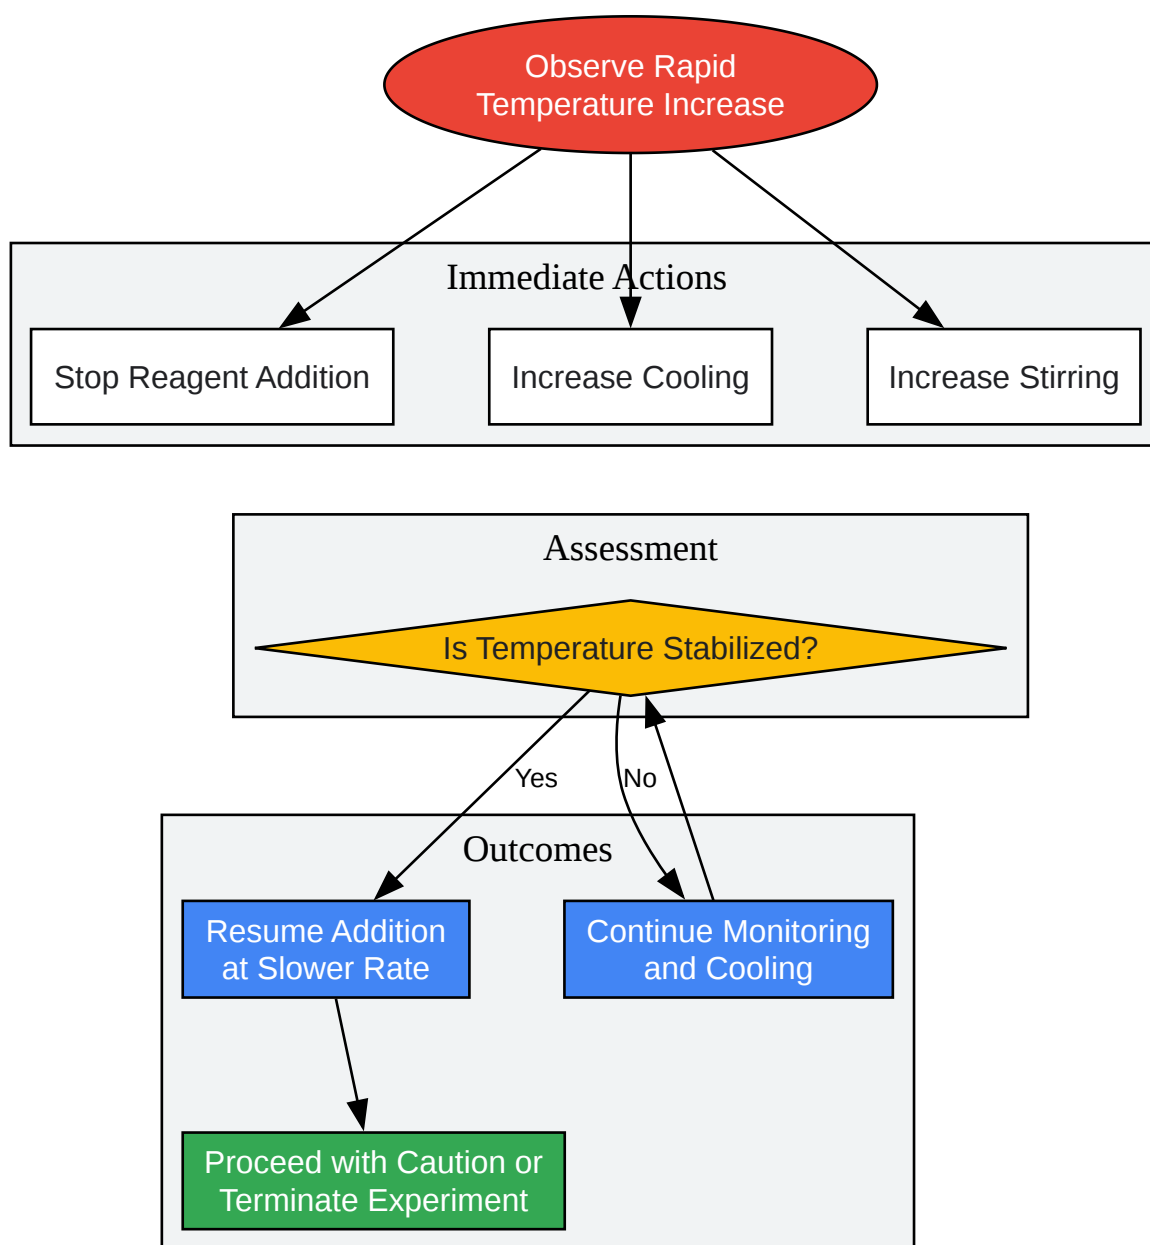 Observe Rapid
Temperature Increase
Immediate Actions
Stop Reagent Addition
Increase Cooling
Increase Stirring
Assessment
Is Temperature Stabilized?
Yes
No
Outcomes
Resume Addition
at Slower Rate
Continue Monitoring
and Cooling
Proceed with Caution or
Terminate Experiment